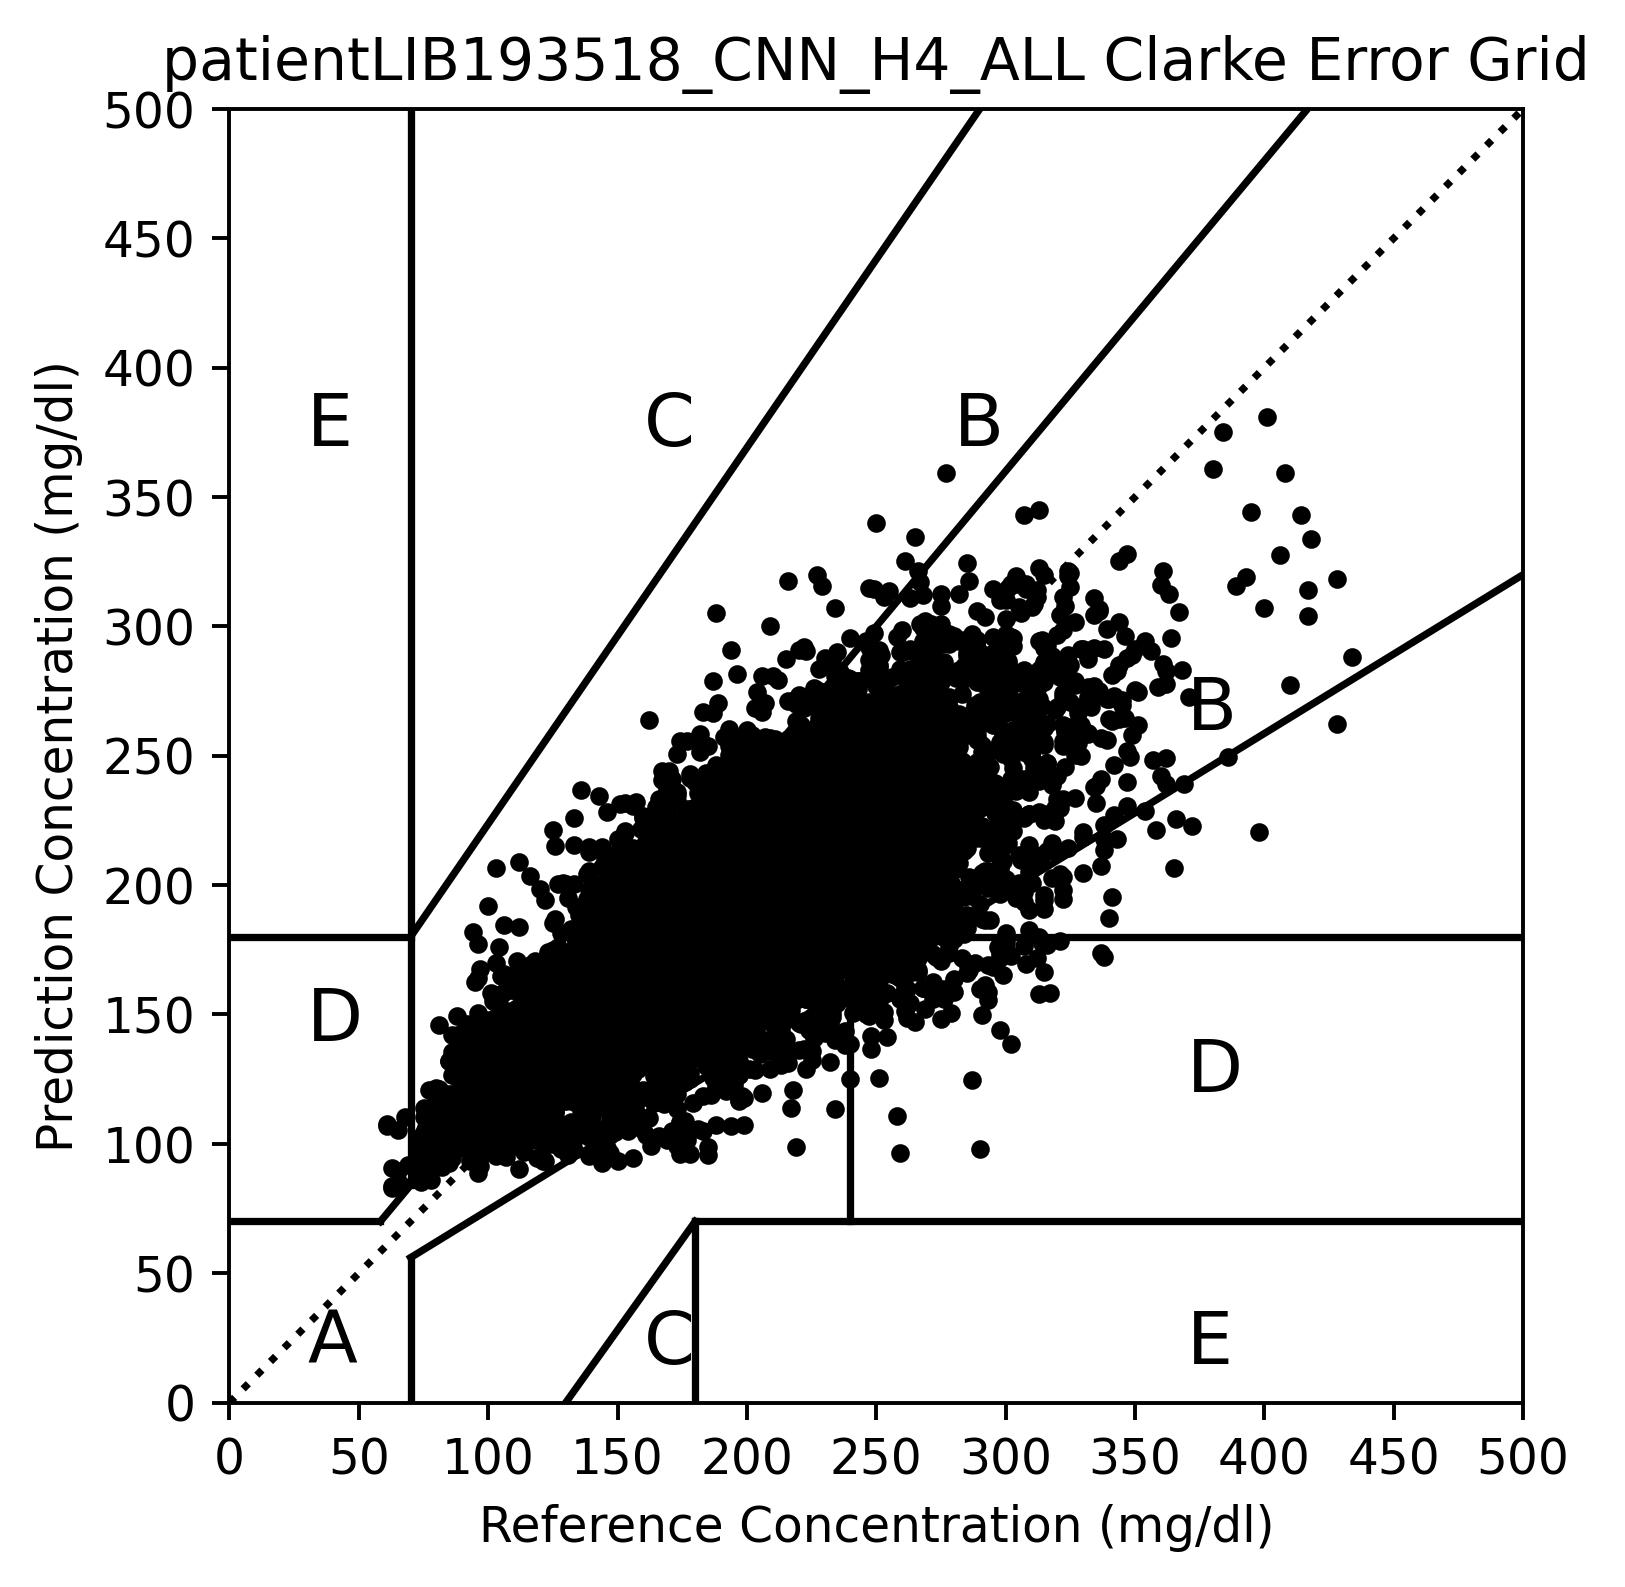 patientLIB193518_CNN_H4_ALL Clarke Error Grid
500
450
400
350
300
250
200
150
100
50
0
Prediction Concentration (mg/dl)
E
C
B
B
D
D
A
C
E
0 50 100 150 200 250 300 350 400 450 500
Reference Concentration (mg/dl)